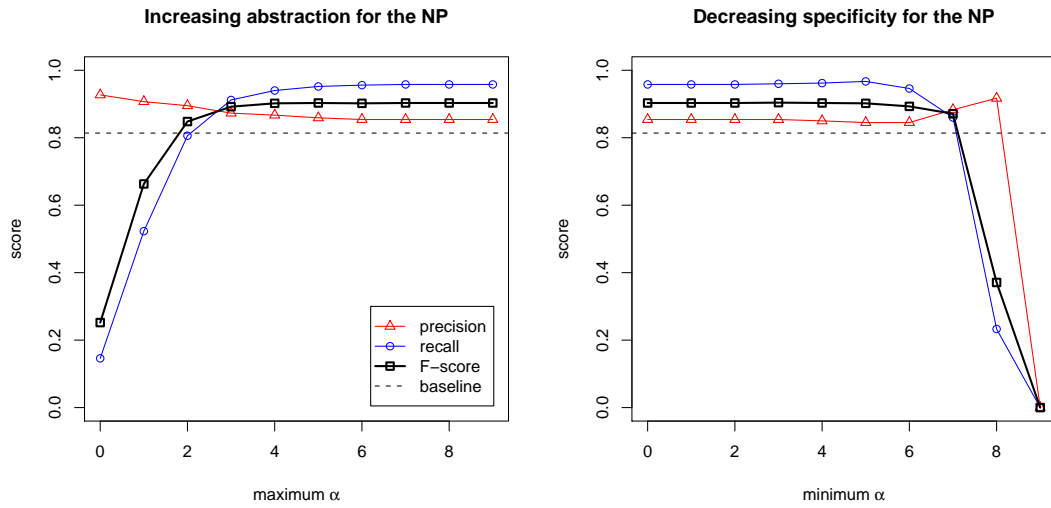 Increasing abstraction for the NP
score
0.0 0.2 0.4 0.6 0.8 1.0
precision
recall
F−score
baseline
0 2 4 6 8
maximum α
Decreasing specificity for the NP
score
0.0 0.2 0.4 0.6 0.8 1.0
0 2 4 6 8
minimum α